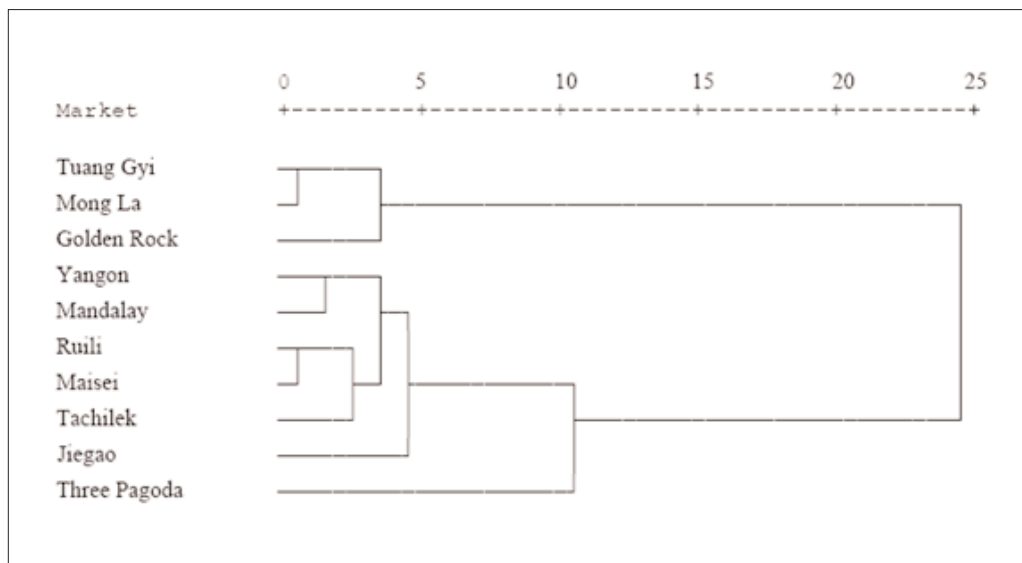 0 5 10 15 20 25
Market +---------+---------+---------+---------+---------+
Tuang Gyi
Mong La
Golden Rock
Yangon
Mandalay
Ruili
Maisei
Tachilek
Jiegao
Three Pagoda